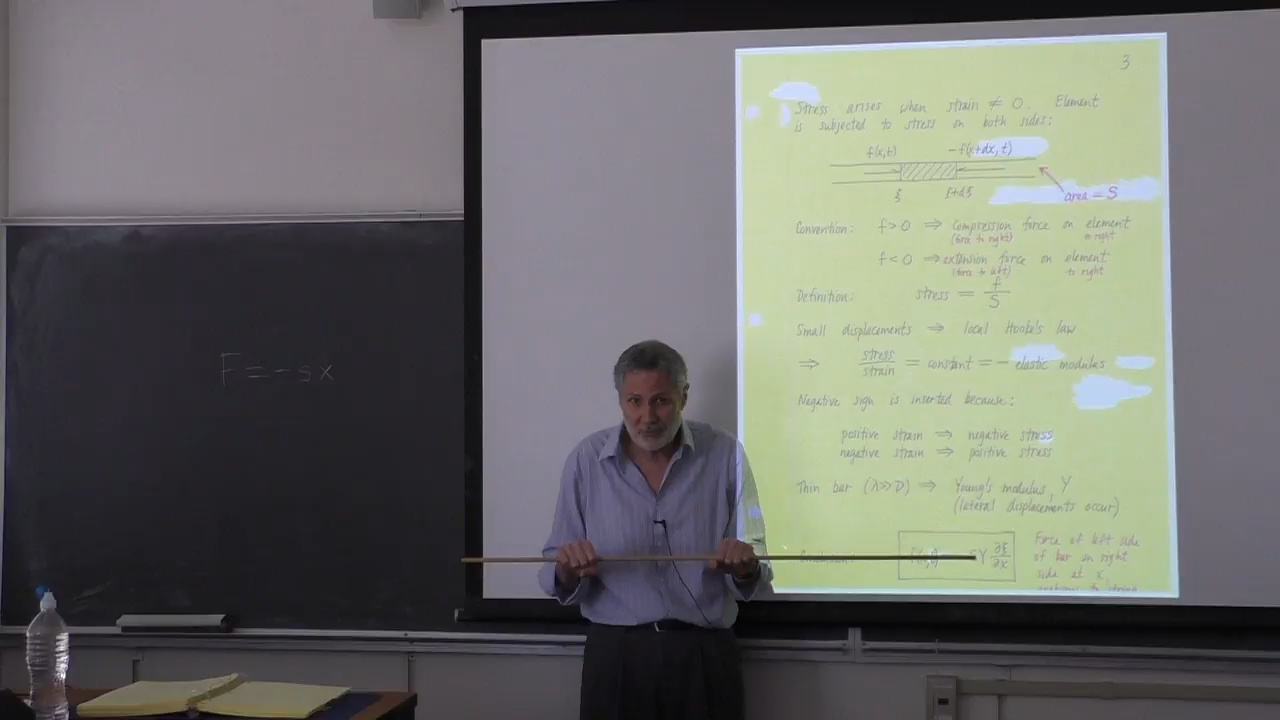 F = -sx
3
Stress arises when strain ≠ 0. Element
is subjected to stress on both sides:
f(x,t) -f(x+dx,t)
ξ ξ+dξ
area = S
Convention: f > 0 ⇒ compression force on element
(force to right) to right
f < 0 ⇒ extension force on element
(force to left) to right
Definition: stress = f/S
Small displacements ⇒ local Hooke's law
⇒ stress/strain = constant = - elastic modulus
Negative sign is inserted because:
positive strain ⇒ negative stress
negative strain ⇒ positive stress
Thin bar (λ≫D) ⇒ Young's modulus, Y
(lateral displacements occur)
SY ∂ξ/∂x
Force of left side
of bar on right
side at x,